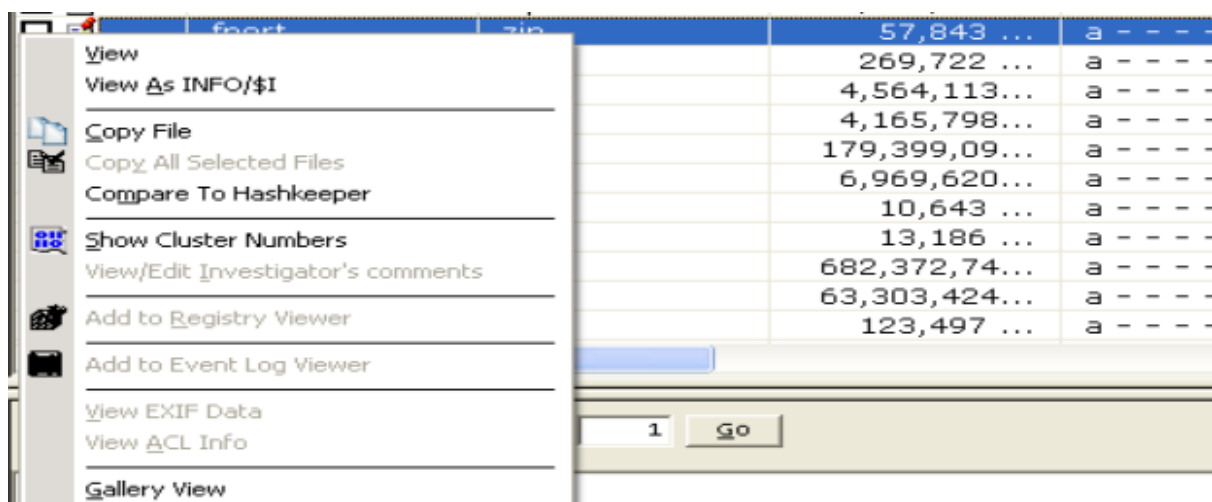 fport zip 57,843 ... a - - - -
View
269,722 ... a - - - -
View As INFO/$I
4,564,113... a - - - -
Copy File
4,165,798... a - - - -
Copy All Selected Files
179,399,09... a - - - -
Compare To Hashkeeper
6,969,620... a - - - -
10,643 ... a - - - -
Show Cluster Numbers
13,186 ... a - - - -
View/Edit Investigator's comments
682,372,74... a - - - -
63,303,424... a - - - -
Add to Registry Viewer
123,497 ... a - - - -
Add to Event Log Viewer
View EXIF Data
1 Go
View ACL Info
Gallery View